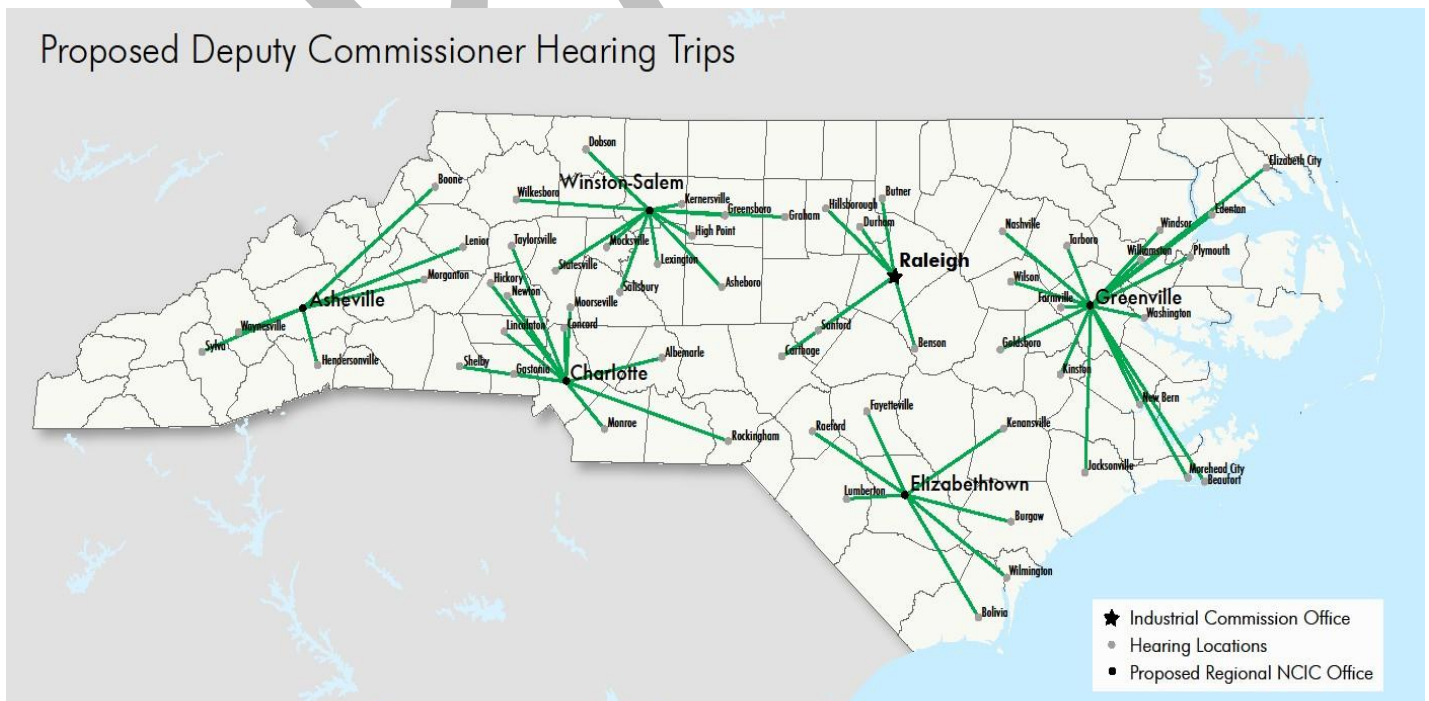 Proposed Deputy Commissioner Hearing Trips
Dobson
Elizabeth City
Boone
Winston-Salem
Wilkesboro
Butner
Kernersville
Hillsborough
Greensboro
Graham
Edenton
Durham
Nashville
Windsor
High Point
Lenior
Taylorsville
Mocksville
Tarboro
Williamston
Plymouth
Raleigh
Statesville
Lexington
Morganton
Hickory
Wilson
Asheboro
Salisbury
Newton
Asheville
Moorseville
Farmville
Greenville
Washington
Waynesville
Lincolnton
Concord
Sanford
Sylva
Goldsboro
Benson
Carthage
Albemarle
Hendersonville
Shelby
Gastonia
Charlotte
Kinston
New Bern
Fayetteville
Monroe
Raeford
Kenansville
Rockingham
Jacksonville
Morehead City
Beaufort
Elizabethtown
Lumberton
Burgaw
Wilmington
Bolivia
Industrial Commission Office
Hearing Locations
Proposed Regional NCIC Office